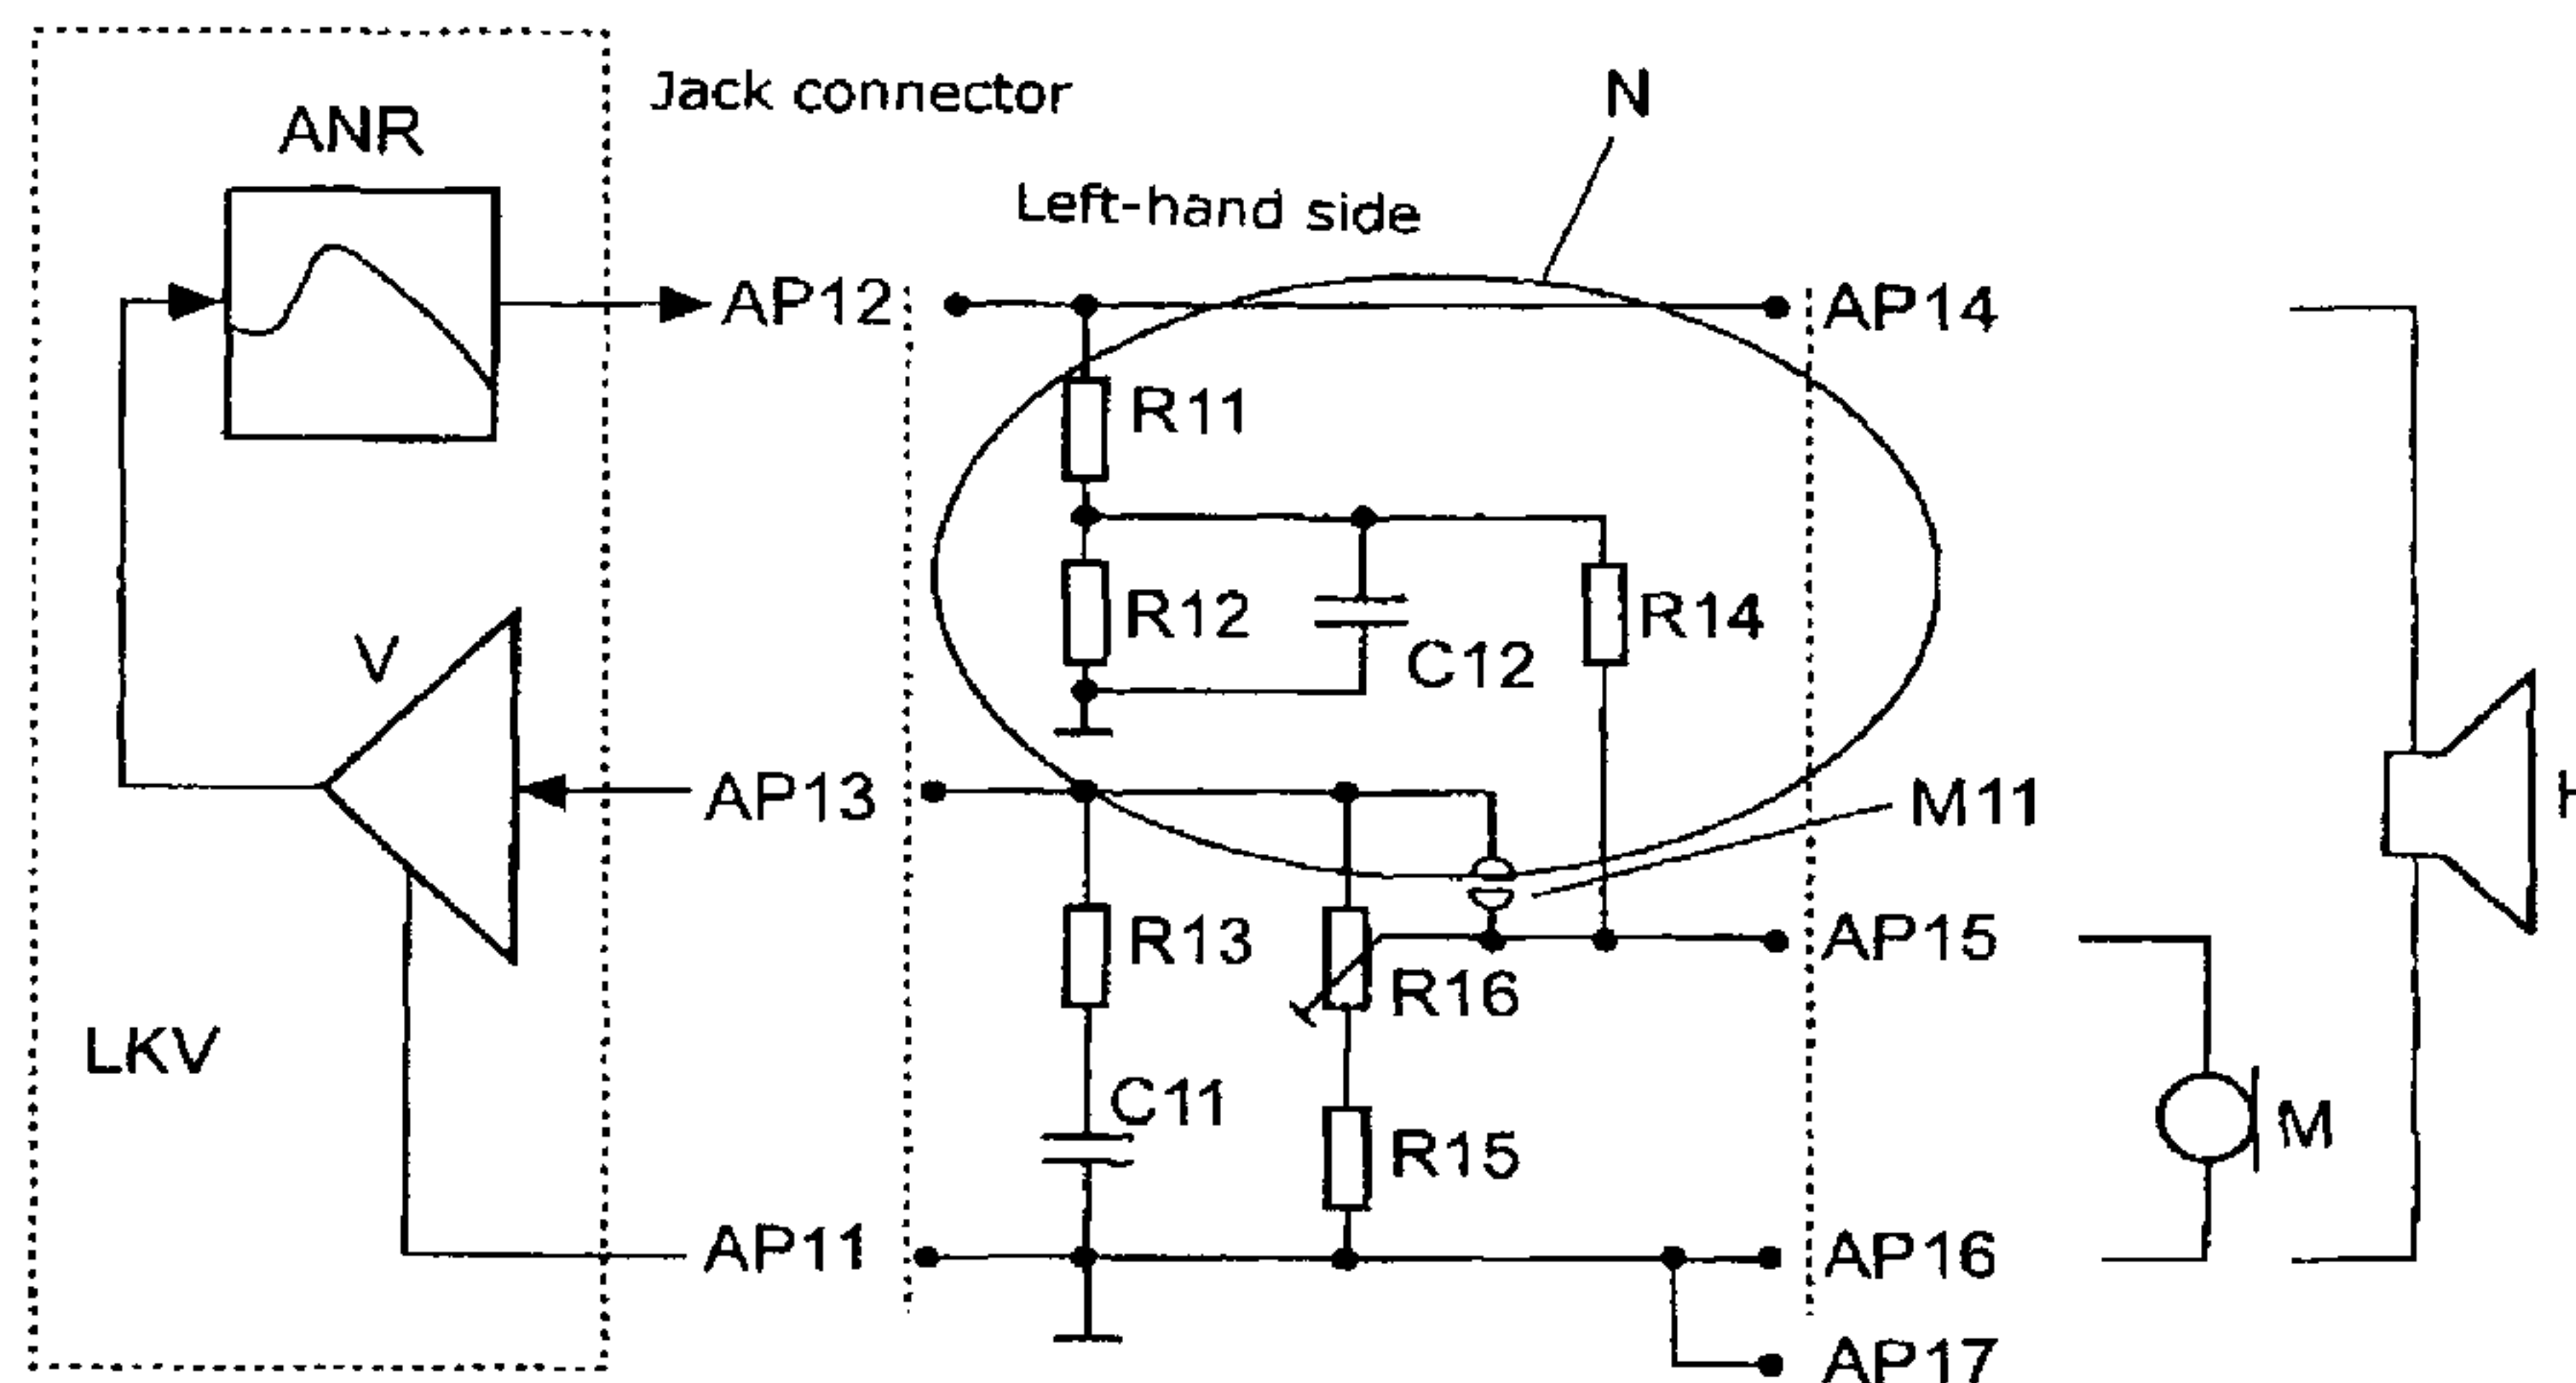 Jack connector
N
ANR
Left-hand side
AP12
AP14
R11
R12
C12
R14
V
AP13
M11
R13
R16
AP15
LKV
C11
R15
M
AP11
AP16
AP17